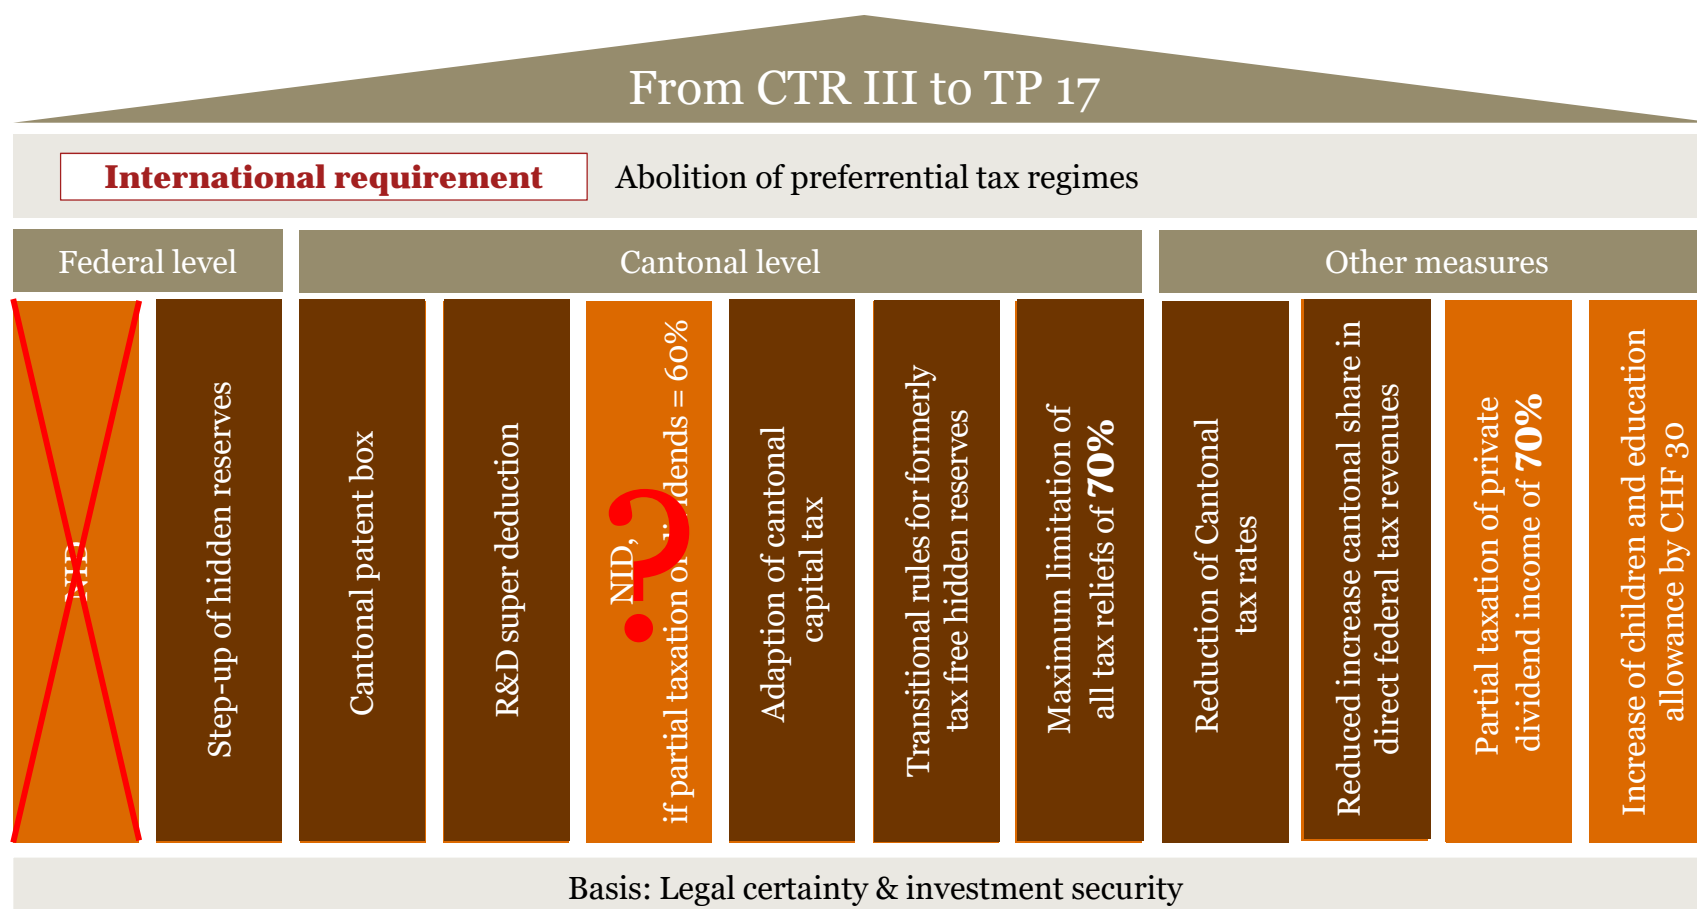 From CTR III to TP 17
International requirement
Abolition of preferrential tax regimes
Federal level
Cantonal level
Other measures
NID
Step-up of hidden reserves
Cantonal patent box
R&D super deduction
NID,
if partial taxation of dividends = 60%
?
Adaption of cantonal
capital tax
Transitional rules for formerly
tax free hidden reserves
Maximum limitation of
all tax reliefs of 70%
Reduction of Cantonal
tax rates
Reduced increase cantonal share in
direct federal tax revenues
Partial taxation of private
dividend income of 70%
Increase of children and education
allowance by CHF 30
Basis: Legal certainty & investment security